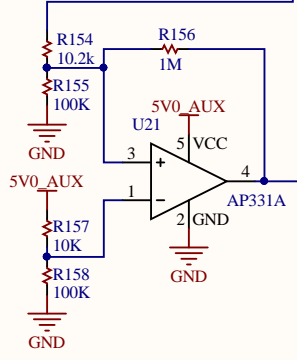 R154
10.2k
R155
100K
GND
R156
1M
5V0_AUX
U21
5
VCC
3
+
1
-
4
AP331A
2
GND
GND
5V0_AUX
R157
10K
R158
100K
GND